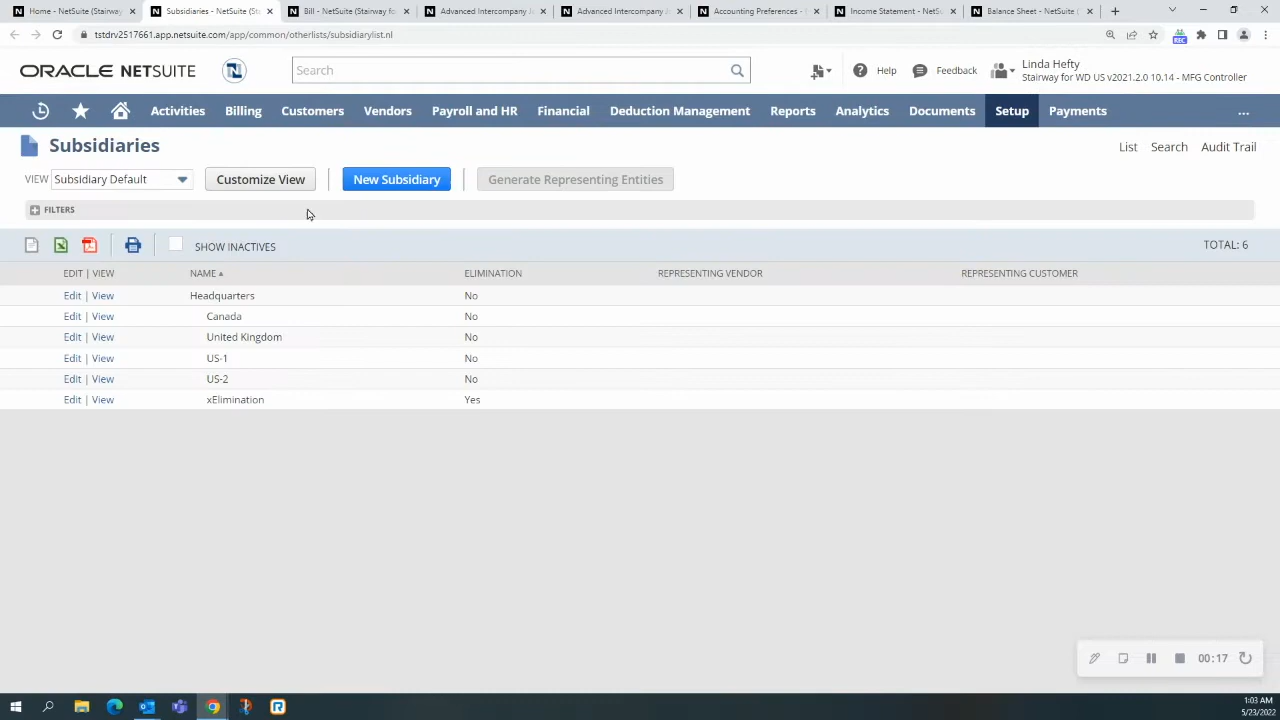 Home - NetSuite (Stairway
Subsidiaries - NetSuite (Sta
Bill - NetSuite (Stairway fo
Advanced Intercompany J
Advanced Intercompany Jo
Accounting Preferences -
Income Statement - NetSu
Balance Sheet - NetSuite (
tstdrv2517661.app.netsuite.com/app/common/otherlists/subsidiarylist.nl
REC
ORACLE NETSUITE
N
Search
Help
Feedback
Linda Hefty
Stairway for WD US v2021.2.0 10.14 - MFG Controller
Activities
Billing
Customers
Vendors
Payroll and HR
Financial
Deduction Management
Reports
Analytics
Documents
Setup
Payments
...
Subsidiaries
List
Search
Audit Trail
VIEW
Subsidiary Default
Customize View
New Subsidiary
Generate Representing Entities
FILTERS
SHOW INACTIVES
TOTAL: 6
EDIT | VIEW NAME ELIMINATION REPRESENTING VENDOR REPRESENTING CUSTOMER
Edit | View Headquarters No
Edit | View Canada No
Edit | View United Kingdom No
Edit | View US-1 No
Edit | View US-2 No
Edit | View xElimination Yes
00:17
1:03 AM
5/23/2022